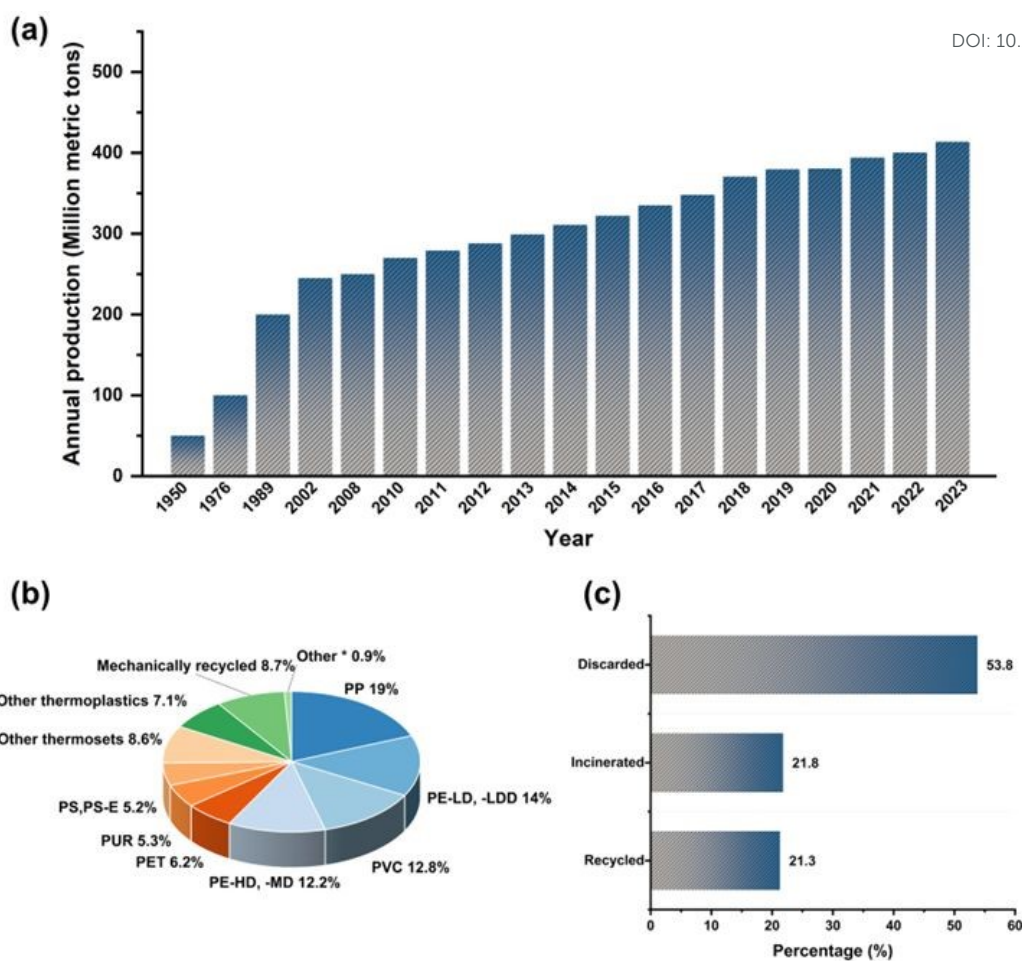 (a)
DOI: 10.
Annual production (Million metric tons)
500
400
300
200
100
0
1950
1976
1989
2002
2008
2010
2011
2012
2013
2014
2015
2016
2017
2018
2019
2020
2021
2022
2023
Year
(b)
Other * 0.9%
Mechanically recycled 8.7%
PP 19%
Other thermoplastics 7.1%
Other thermosets 8.6%
PE-LD, -LDD 14%
PS,PS-E 5.2%
PUR 5.3%
PET 6.2%
PVC 12.8%
PE-HD, -MD 12.2%
(c)
Discarded
53.8
Incinerated
21.8
Recycled
21.3
0
10
20
30
40
50
60
Percentage (%)